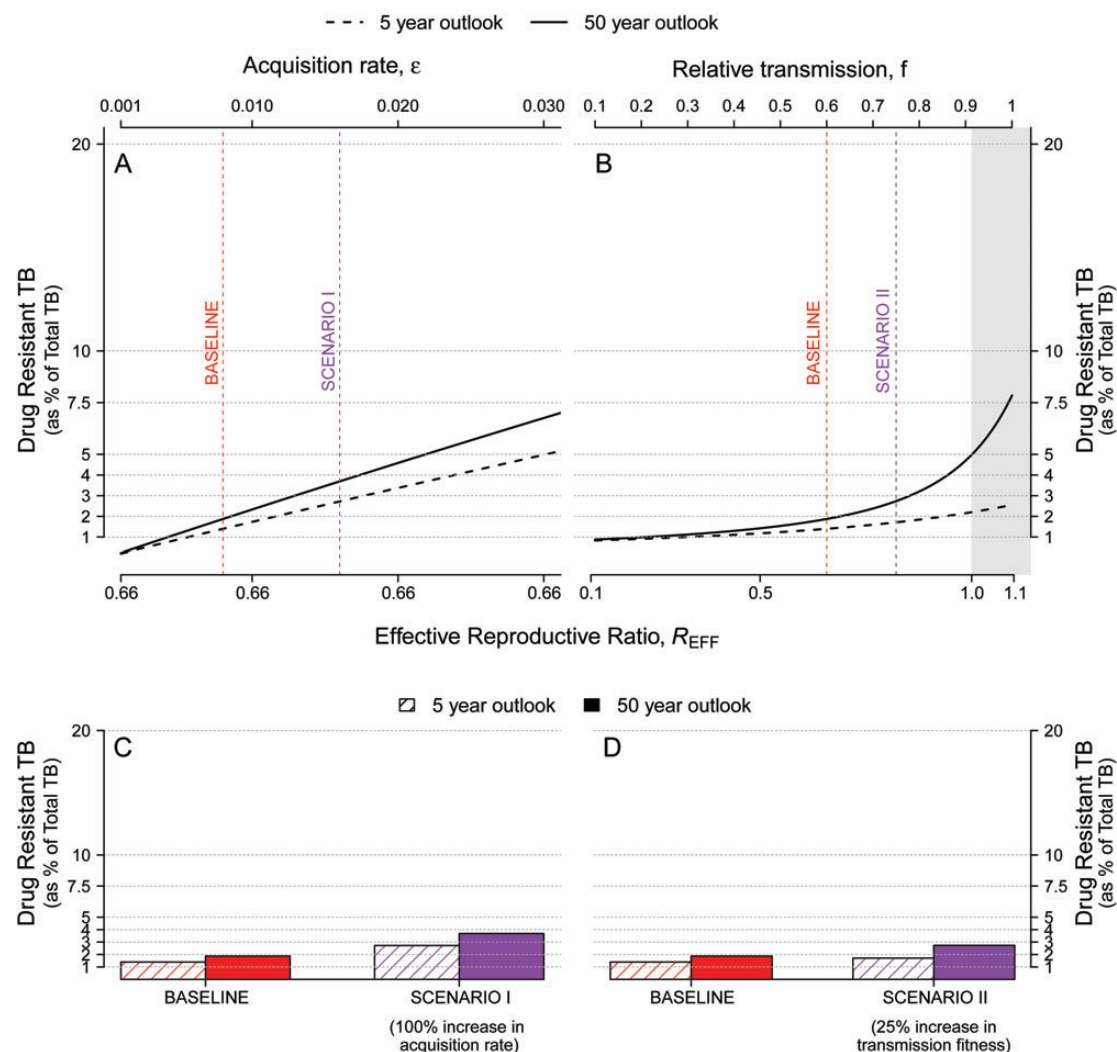 5 year outlook 50 year outlook
Acquisition rate, ε
Relative transmission, f
0.001 0.010 0.020 0.030
0.1 0.2 0.3 0.4 0.5 0.6 0.7 0.8 0.9 1
A
B
Drug Resistant TB
(as % of Total TB)
20
10
7.5
5
4
3
2
1
BASELINE
SCENARIO I
BASELINE
SCENARIO II
20
10
7.5
5
4
3
2
1
Drug Resistant TB
(as % of Total TB)
0.66 0.66 0.66 0.66
0.1 0.5 1.0 1.1
Effective Reproductive Ratio, REFF
5 year outlook 50 year outlook
C
D
Drug Resistant TB
(as % of Total TB)
20
10
7.5
5
4
3
2
1
20
10
7.5
5
4
3
2
1
Drug Resistant TB
(as % of Total TB)
BASELINE SCENARIO I
(100% increase in
acquisition rate)
BASELINE SCENARIO II
(25% increase in
transmission fitness)